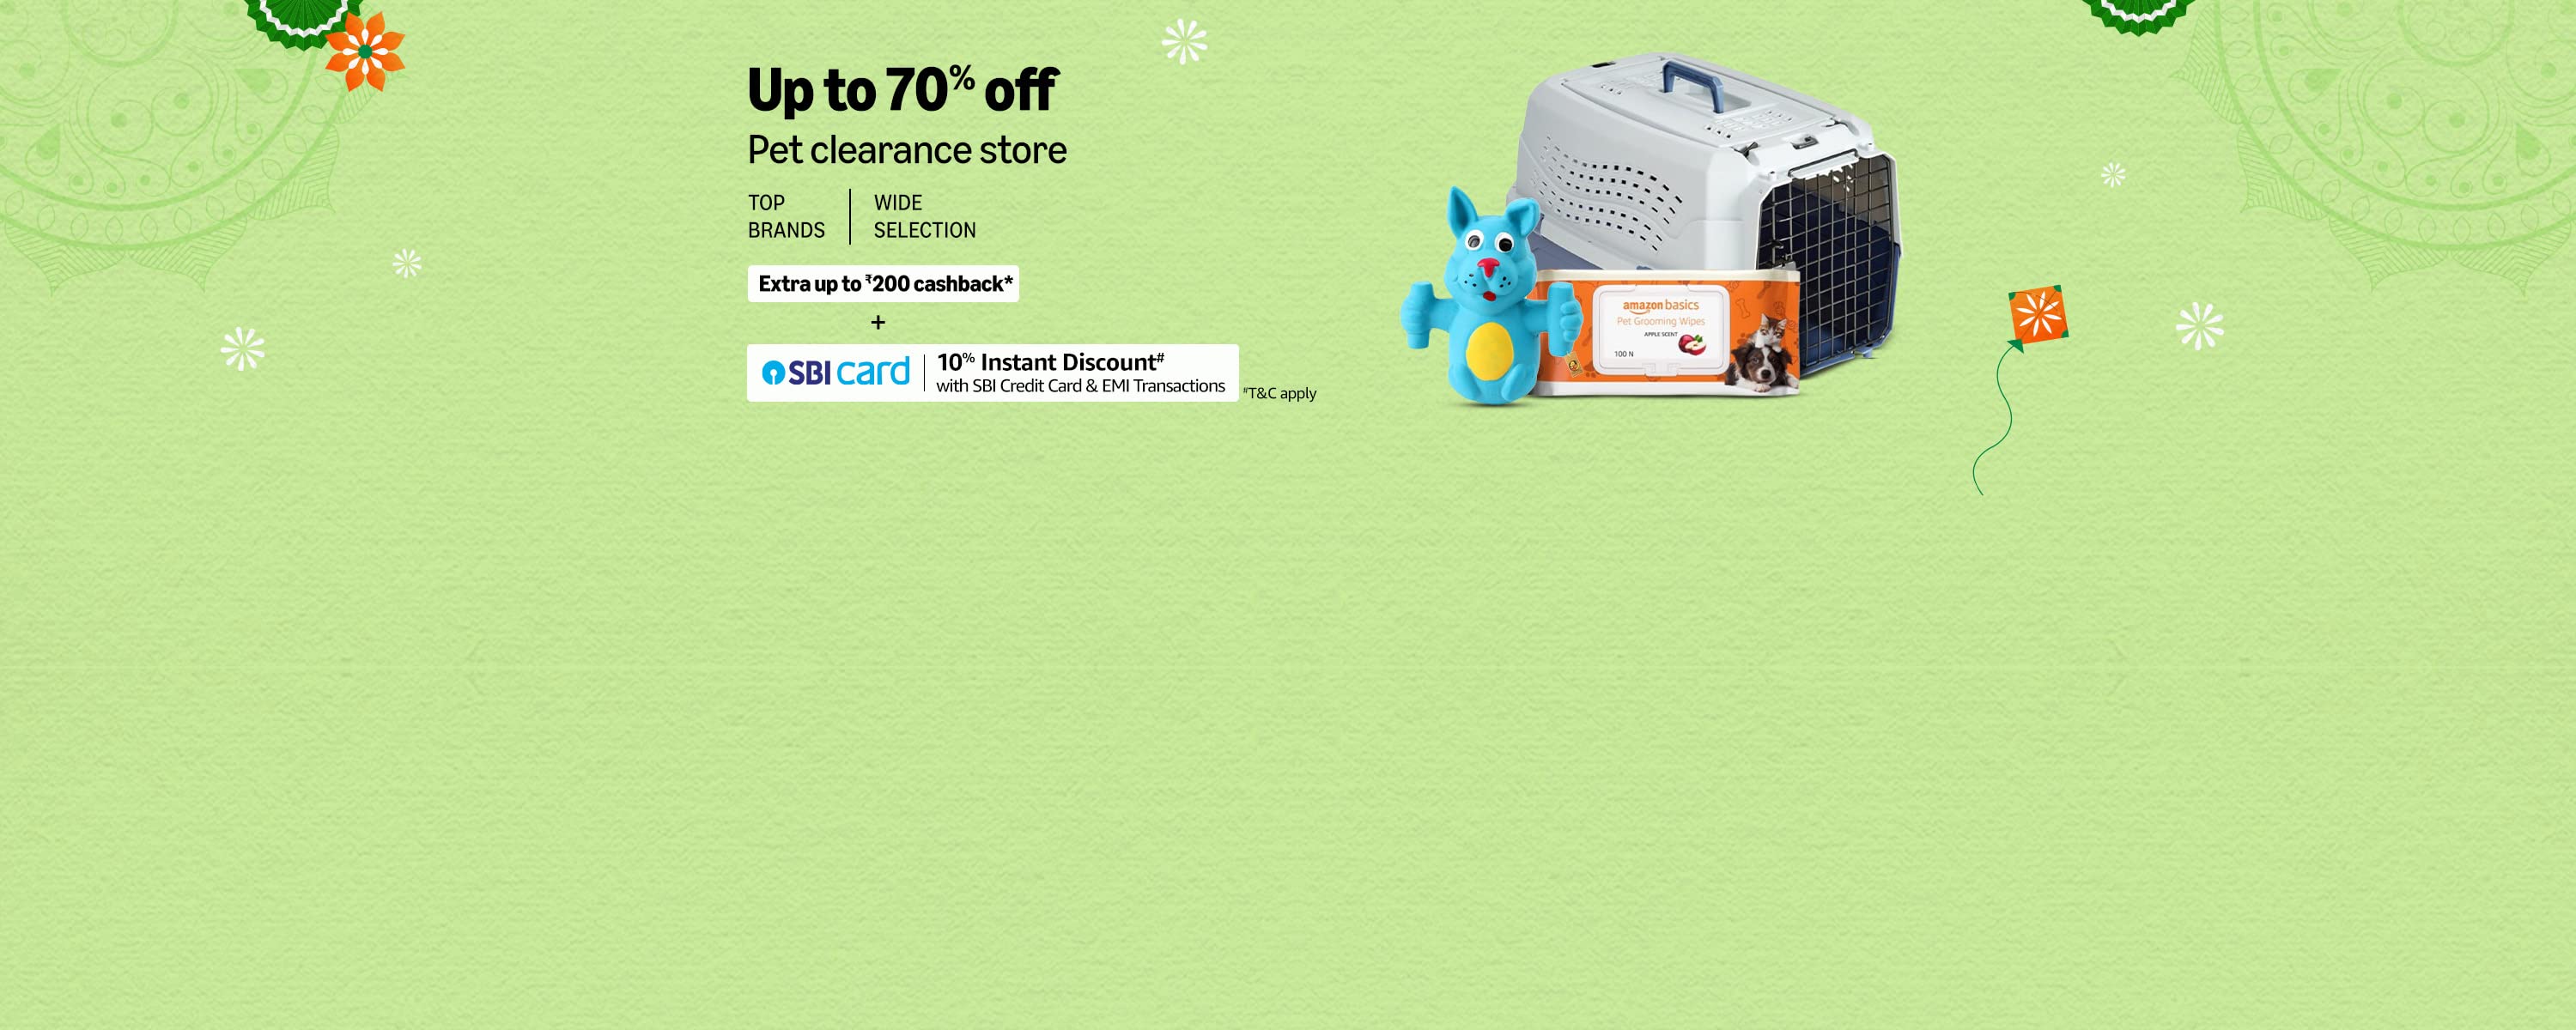 Up to 70% off
Pet clearance store
TOP BRANDS | WIDE SELECTION
Extra up to ₹200 cashback*
+
SBI card | 10% Instant Discount#
with SBI Credit Card & EMI Transactions
#T&C apply
amazon basics
Pet Grooming Wipes
APPLE SCENT
100 N